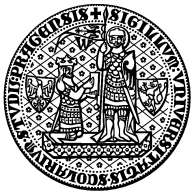 ✠ SIGILLVM · VNIVERSITATIS · SCOLARIVM · STVDII · PRAGENSIS